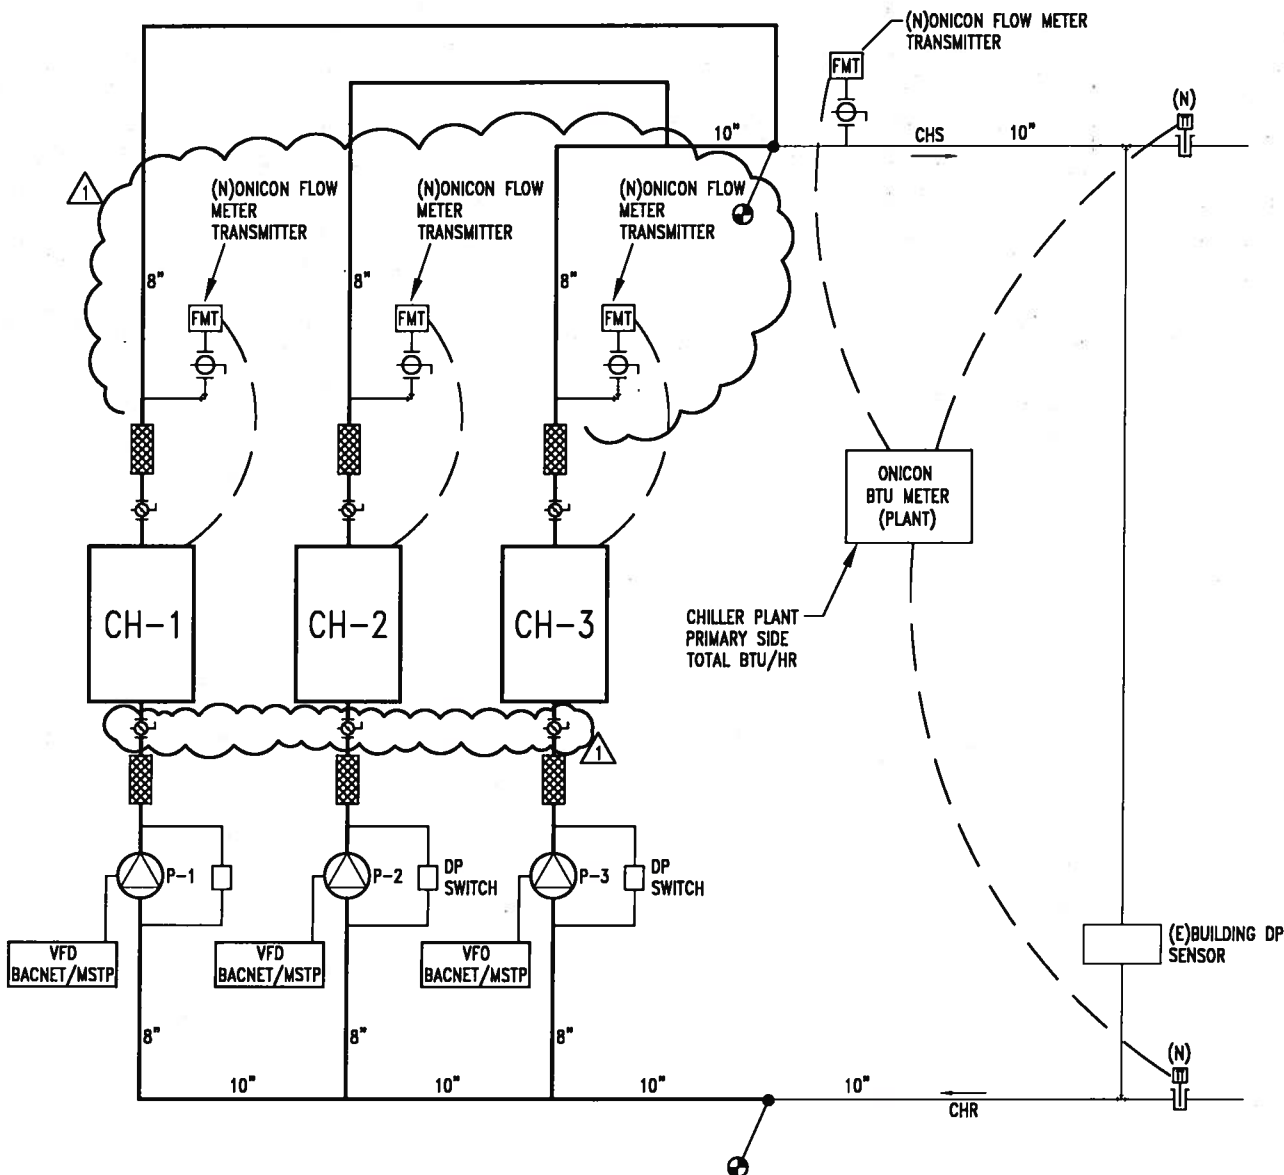 (N)ONICON FLOW METER
TRANSMITTER
FMT
(N)
10"
CHS
10"
1
(N)ONICON FLOW
METER
TRANSMITTER
(N)ONICON FLOW
METER
TRANSMITTER
(N)ONICON FLOW
METER
TRANSMITTER
8"
8"
8"
FMT
FMT
FMT
ONICON
BTU METER
(PLANT)
CH-1
CH-2
CH-3
CHILLER PLANT
PRIMARY SIDE
TOTAL BTU/HR
1
P-1
P-2
DP
SWITCH
P-3
DP
SWITCH
VFD
BACNET/MSTP
VFD
BACNET/MSTP
VFD
BACNET/MSTP
(E)BUILDING DP
SENSOR
8"
8"
8"
(N)
10"
10"
10"
10"
CHR